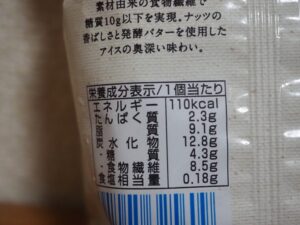 素材由来の食物繊維で
糖質10g以下を実現。ナッツの
香ばしさと発酵バターを使用した
アイスの奥深い味わい。
栄養成分表示/1個当たり
エネルギー 110kcal
たんぱく質 2.3g
脂質 9.1g
炭水化物 12.8g
-糖質 4.3g
-食物繊維 8.5g
食塩相当量 0.18g